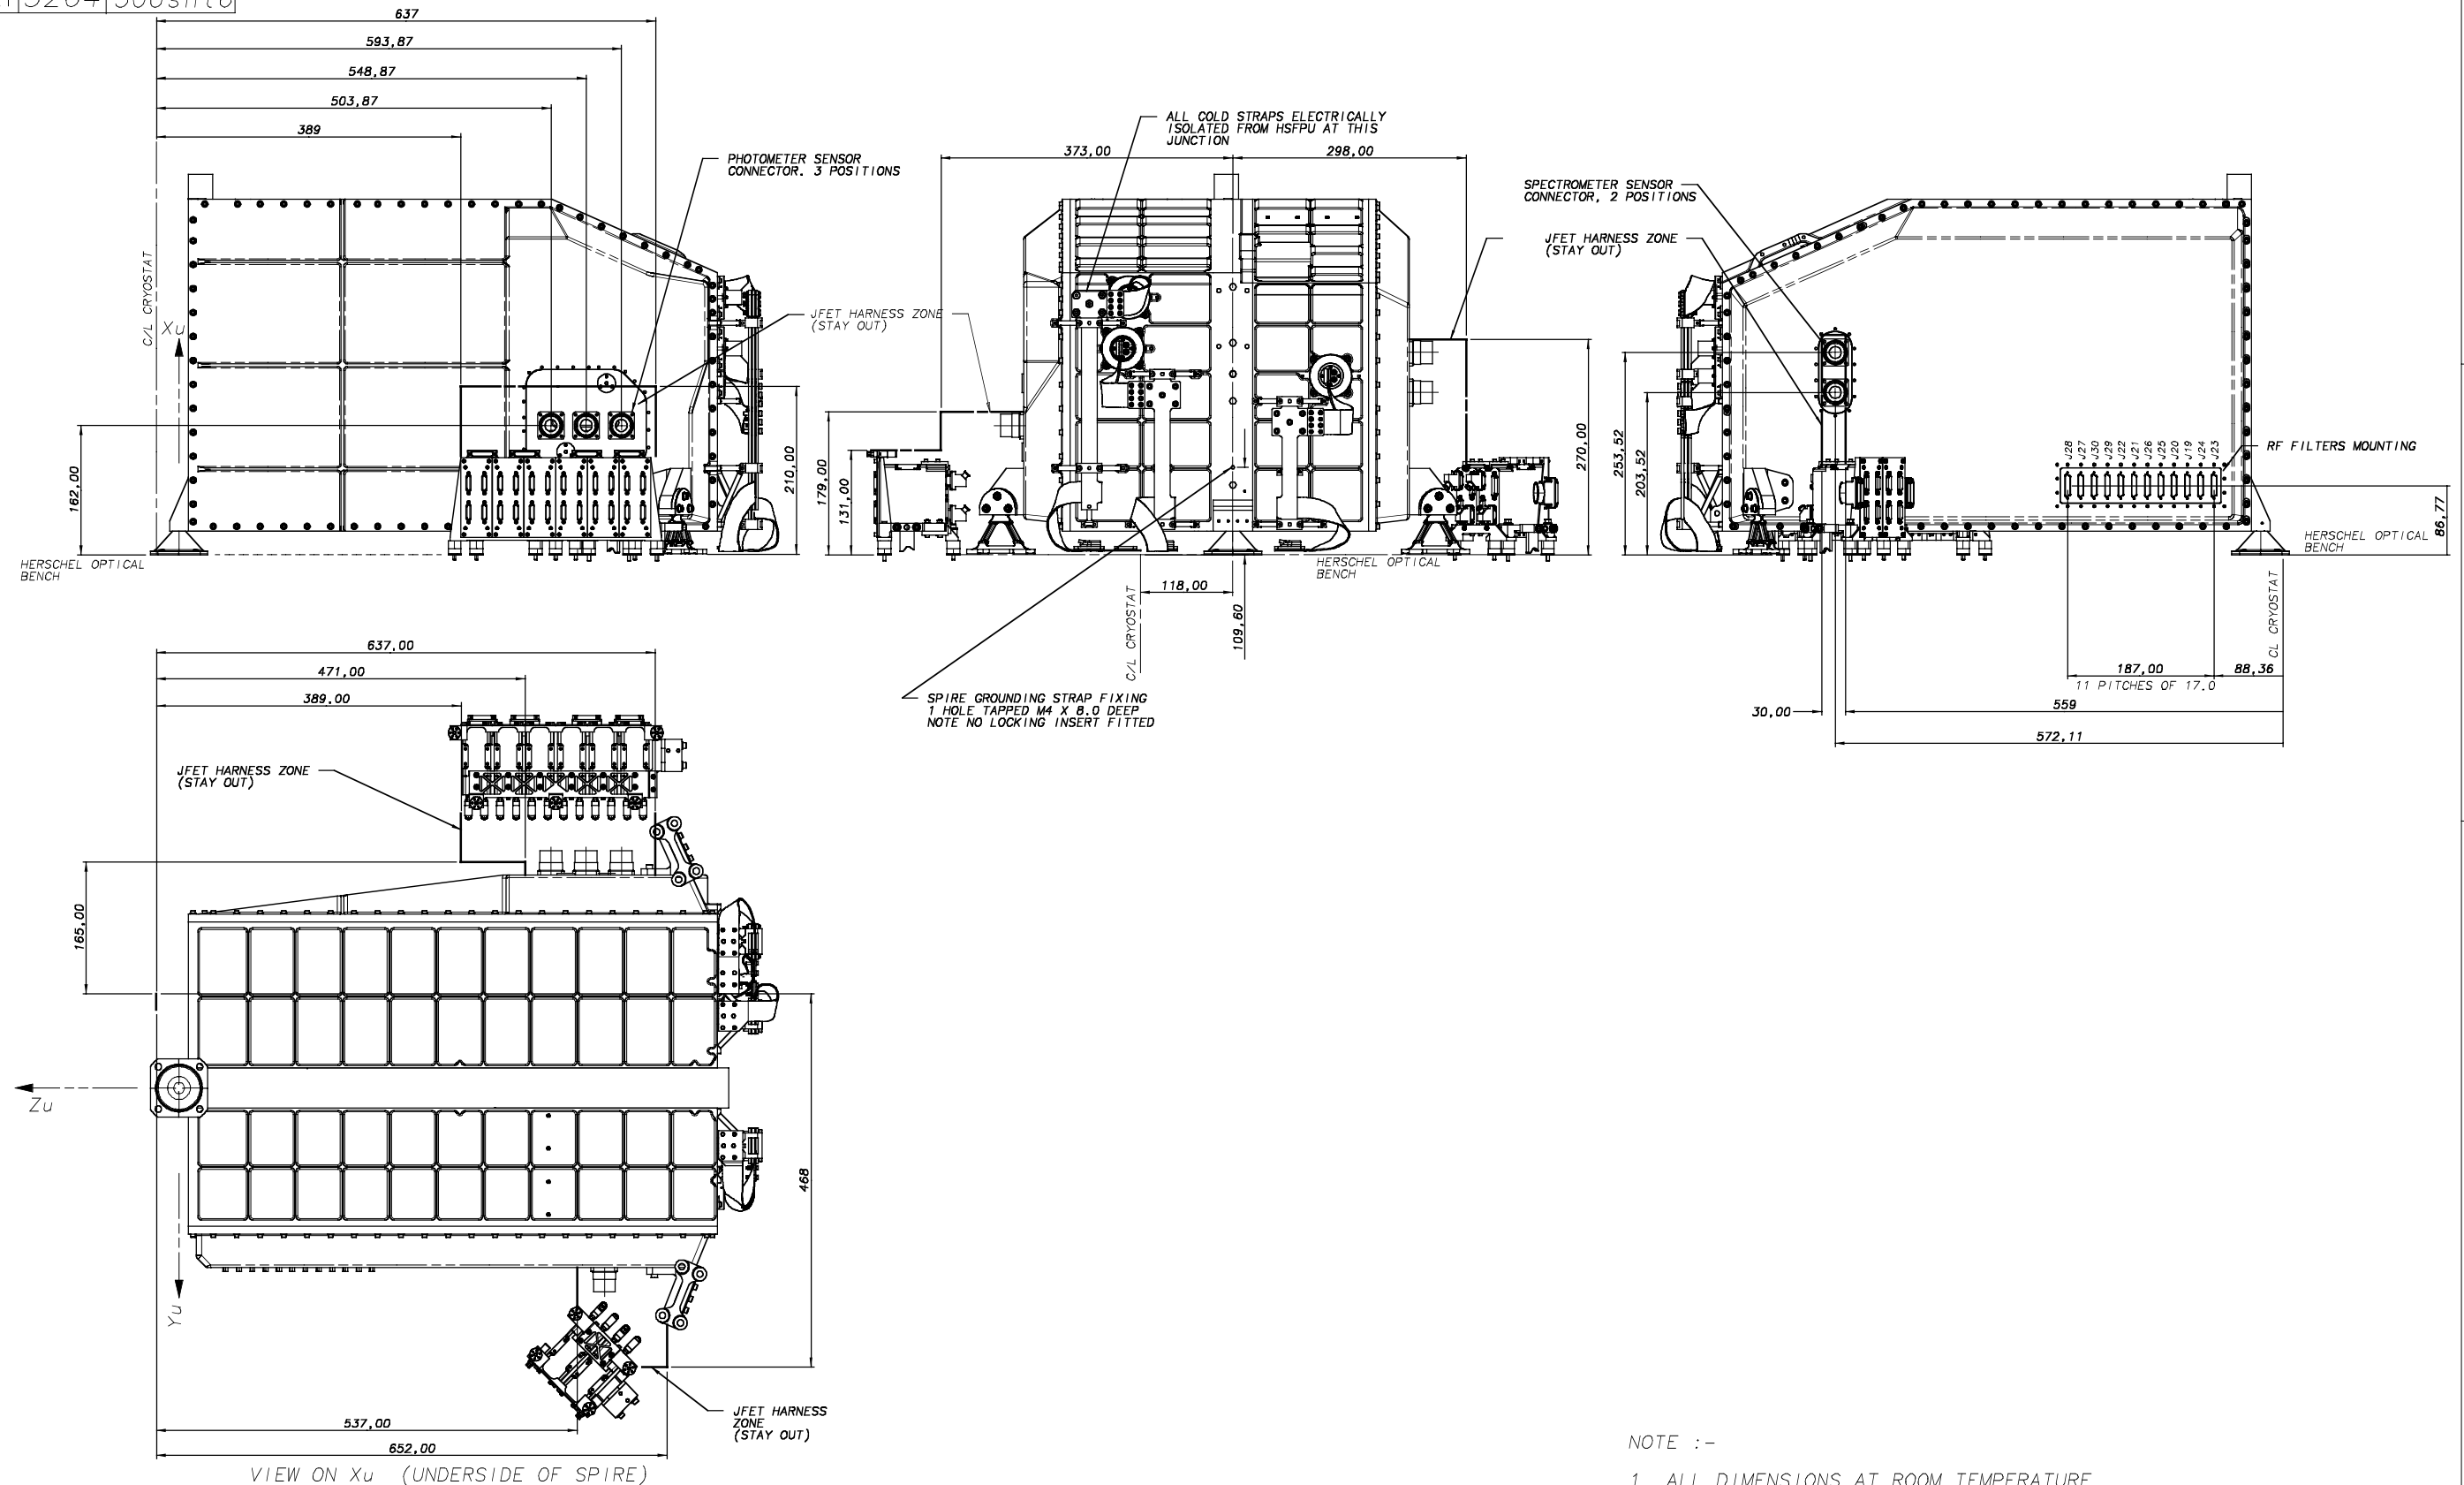 5264
637
593,87
548,87
503,87
389
PHOTOMETER SENSOR
CONNECTOR. 3 POSITIONS
C/L CRYOSTAT
Xu
JFET HARNESS ZONE
(STAY OUT)
162,00
210,00
HERSCHEL OPTICAL
BENCH
ALL COLD STRAPS ELECTRICALLY
ISOLATED FROM HSFPU AT THIS
JUNCTION
373,00
298,00
179,00
131,00
270,00
HERSCHEL OPTICAL
BENCH
118,00
C/L CRYOSTAT
109,60
SPIRE GROUNDING STRAP FIXING
1 HOLE TAPPED M4 X 8.0 DEEP
NOTE NO LOCKING INSERT FITTED
SPECTROMETER SENSOR
CONNECTOR, 2 POSITIONS
JFET HARNESS ZONE
(STAY OUT)
253,52
203,52
J28
J27
J30
J29
J22
J21
J26
J25
J20
J19
J24
J23
RF FILTERS MOUNTING
86,77
HERSCHEL OPTICAL
BENCH
CL CRYOSTAT
187,00
88,36
11 PITCHES OF 17.0
30,00
559
572,11
637,00
471,00
389,00
JFET HARNESS ZONE
(STAY OUT)
165,00
Zu
Yu
468
JFET HARNESS
ZONE
(STAY OUT)
537,00
652,00
VIEW ON Xu (UNDERSIDE OF SPIRE)
NOTE :-
1 ALL DIMENSIONS AT ROOM TEMPERATURE